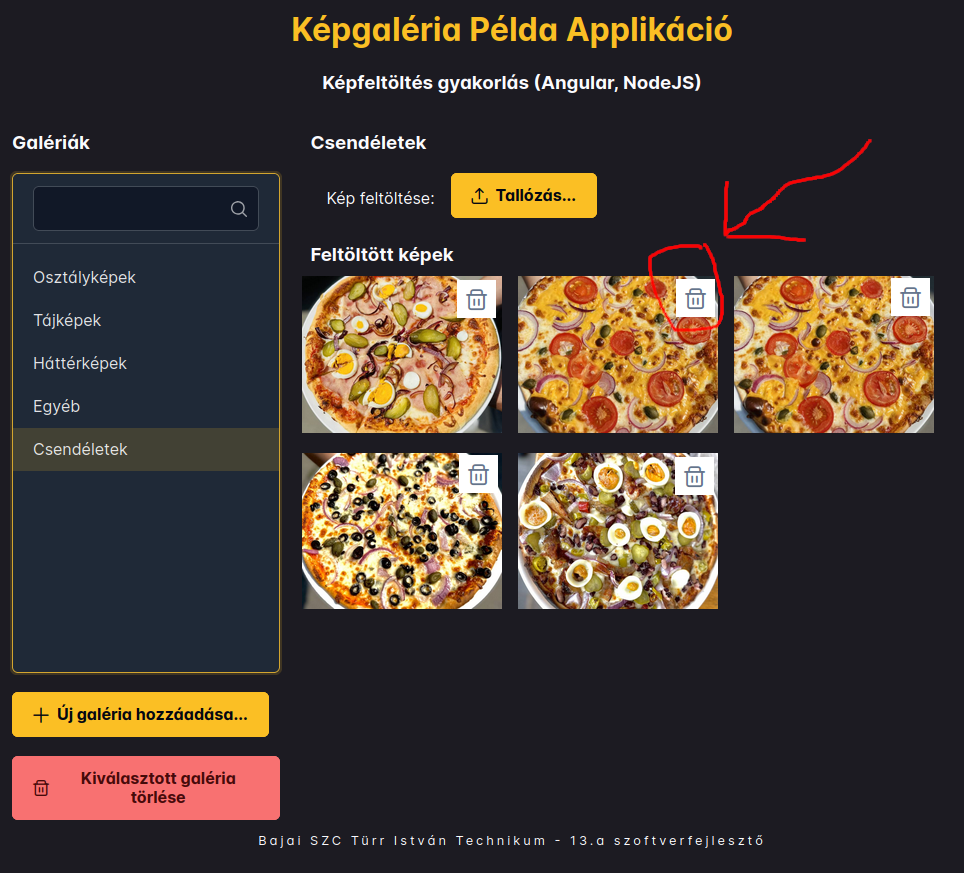 Képgaléria Példa Applikáció
Képfeltöltés gyakorlás (Angular, NodeJS)
Galériák
Osztályképek
Tájképek
Háttérképek
Egyéb
Csendéletek
Új galéria hozzáadása...
Kiválasztott galéria
törlése
Csendéletek
Kép feltöltése:
Tallózás...
Feltöltött képek
Bajai SZC Türr István Technikum - 13.a szoftverfejlesztő